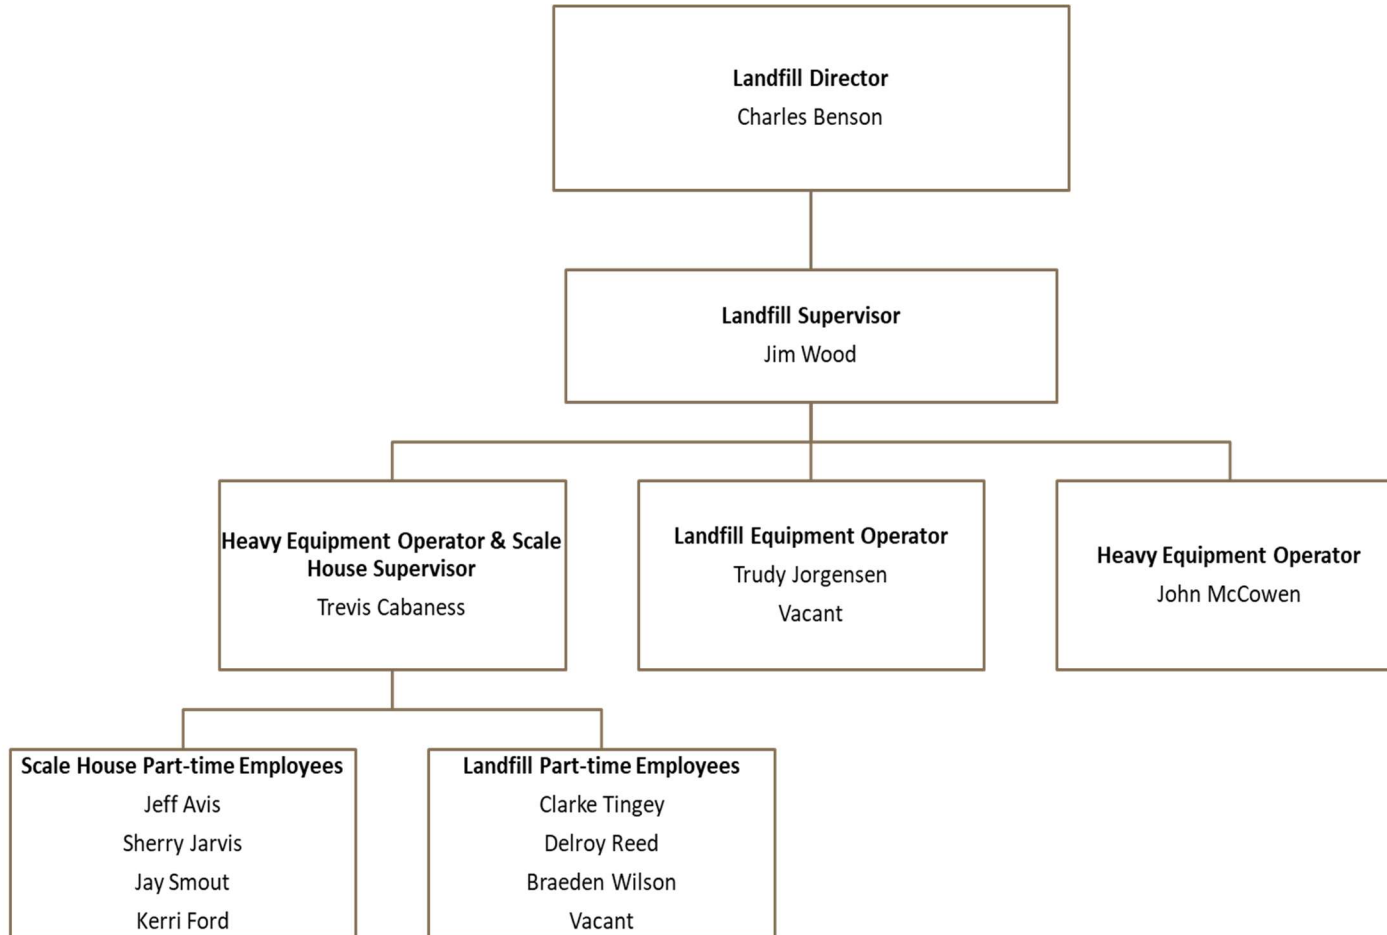 Landfill Director
Charles Benson
Landfill Supervisor
Jim Wood
Heavy Equipment Operator & Scale
House Supervisor
Trevis Cabaness
Landfill Equipment Operator
Trudy Jorgensen
Vacant
Heavy Equipment Operator
John McCowen
Scale House Part-time Employees
Jeff Avis
Sherry Jarvis
Jay Smout
Kerri Ford
Landfill Part-time Employees
Clarke Tingey
Delroy Reed
Braeden Wilson
Vacant